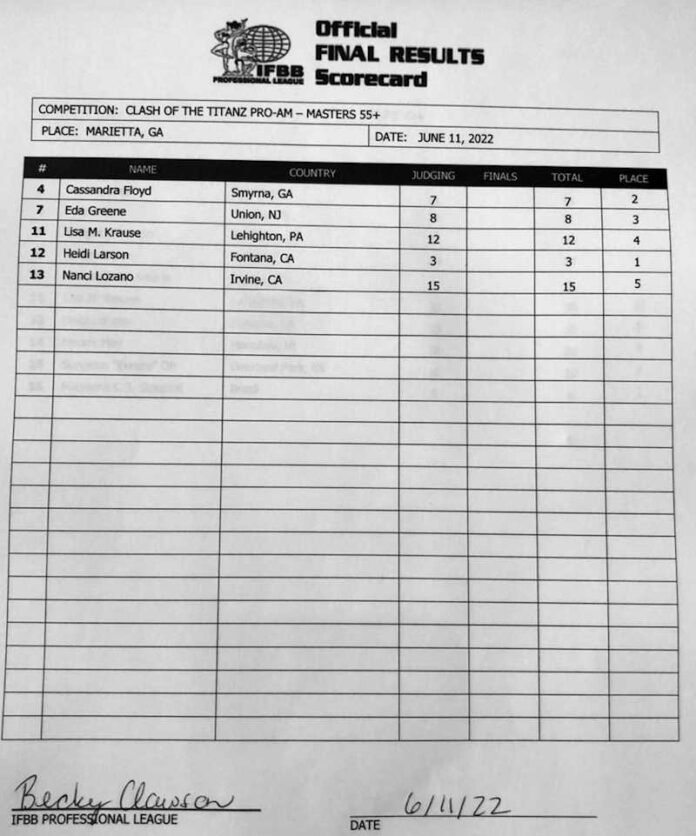 Official
FINAL RESULTS
Scorecard
IFBB
PROFESSIONAL LEAGUE
COMPETITION: CLASH OF THE TITANZ PRO-AM – MASTERS 55+
PLACE: MARIETTA, GA DATE: JUNE 11, 2022
# NAME COUNTRY JUDGING FINALS TOTAL PLACE
4 Cassandra Floyd Smyrna, GA 7 7 2
7 Eda Greene Union, NJ 8 8 3
11 Lisa M. Krause Lehighton, PA 12 12 4
12 Heidi Larson Fontana, CA 3 3 1
13 Nanci Lozano Irvine, CA 15 15 5
Becky Clawson 6/11/22
IFBB PROFESSIONAL LEAGUE DATE